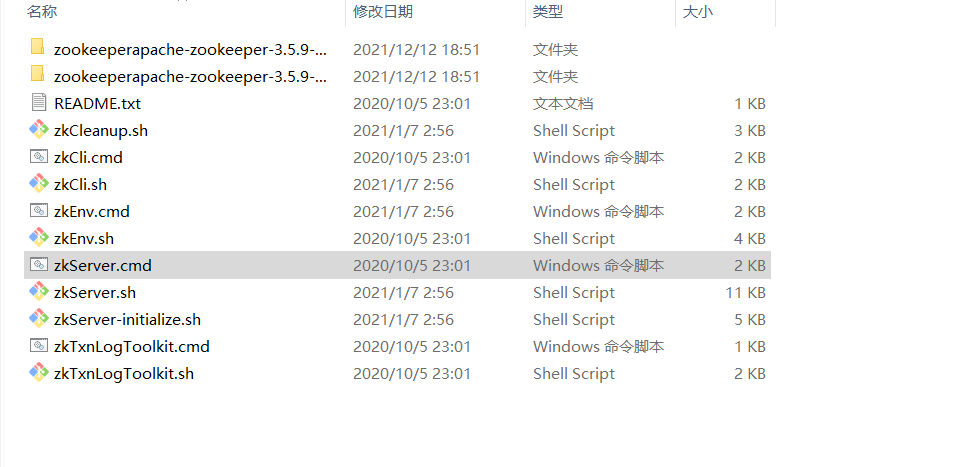 名称 修改日期 类型 大小
zookeeperapache-zookeeper-3.5.9-... 2021/12/12 18:51 文件夹
zookeeperapache-zookeeper-3.5.9-... 2021/12/12 18:51 文件夹
README.txt 2020/10/5 23:01 文本文档 1 KB
zkCleanup.sh 2021/1/7 2:56 Shell Script 3 KB
zkCli.cmd 2020/10/5 23:01 Windows 命令脚本 2 KB
zkCli.sh 2021/1/7 2:56 Shell Script 2 KB
zkEnv.cmd 2021/1/7 2:56 Windows 命令脚本 2 KB
zkEnv.sh 2020/10/5 23:01 Shell Script 4 KB
zkServer.cmd 2020/10/5 23:01 Windows 命令脚本 2 KB
zkServer.sh 2021/1/7 2:56 Shell Script 11 KB
zkServer-initialize.sh 2021/1/7 2:56 Shell Script 5 KB
zkTxnLogToolkit.cmd 2020/10/5 23:01 Windows 命令脚本 1 KB
zkTxnLogToolkit.sh 2020/10/5 23:01 Shell Script 2 KB